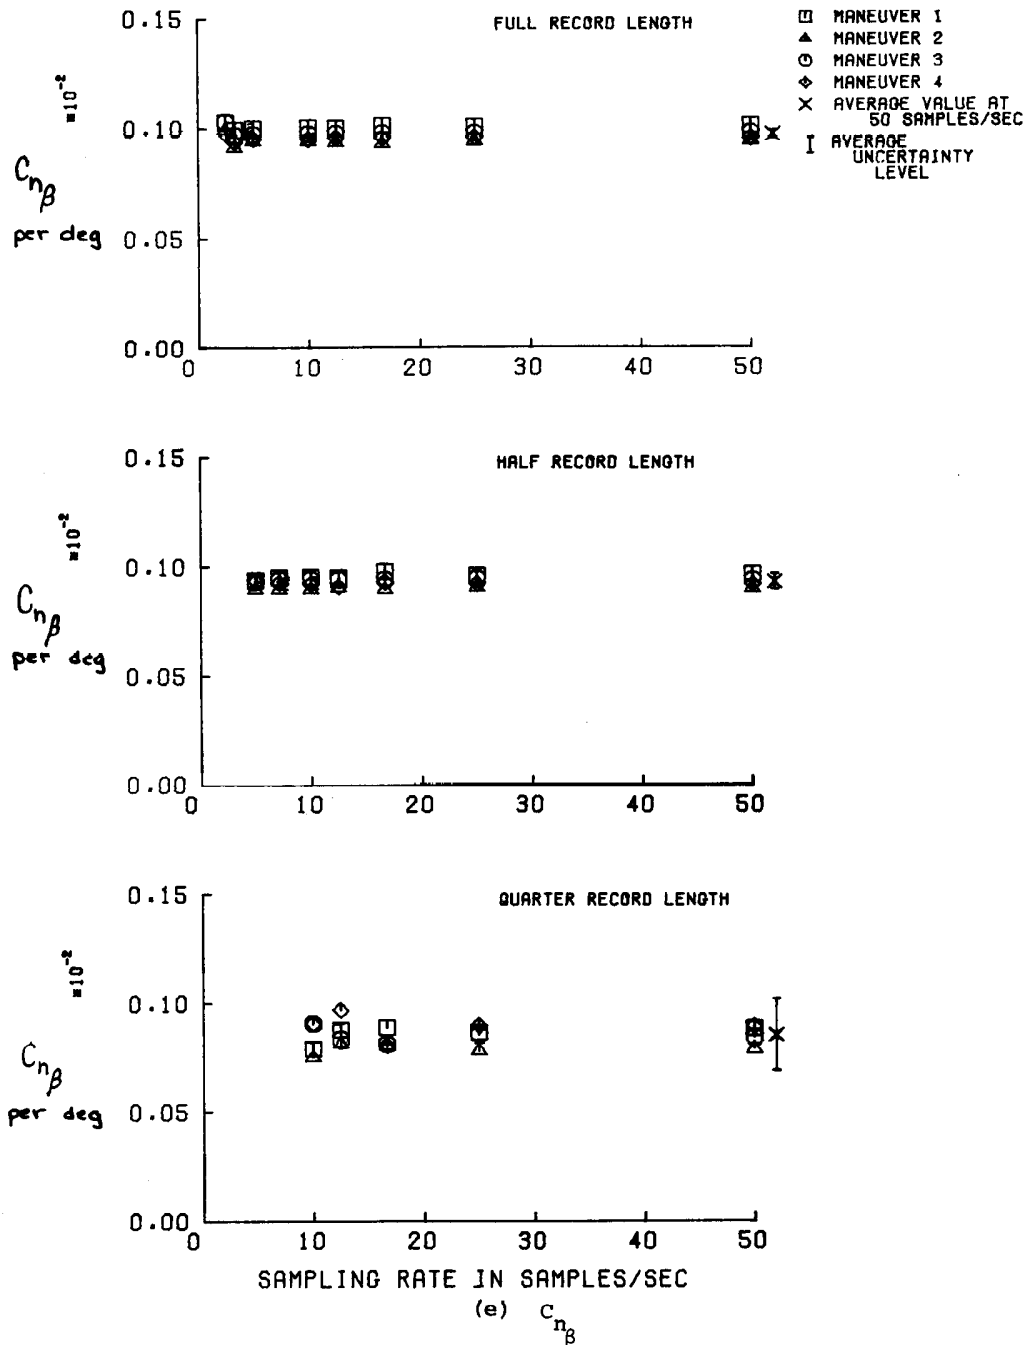 FULL RECORD LENGTH
MANEUVER 1
MANEUVER 2
MANEUVER 3
MANEUVER 4
AVERAGE VALUE AT
50 SAMPLES/SEC
AVERAGE
UNCERTAINTY
LEVEL
×10⁻²
C_nβ
per deg
0.15
0.10
0.05
0.00
0 10 20 30 40 50
HALF RECORD LENGTH
×10⁻²
C_nβ
per deg
0.15
0.10
0.05
0.00
0 10 20 30 40 50
QUARTER RECORD LENGTH
×10⁻²
C_nβ
per deg
0.15
0.10
0.05
0.00
0 10 20 30 40 50
SAMPLING RATE IN SAMPLES/SEC
(e) C_nβ